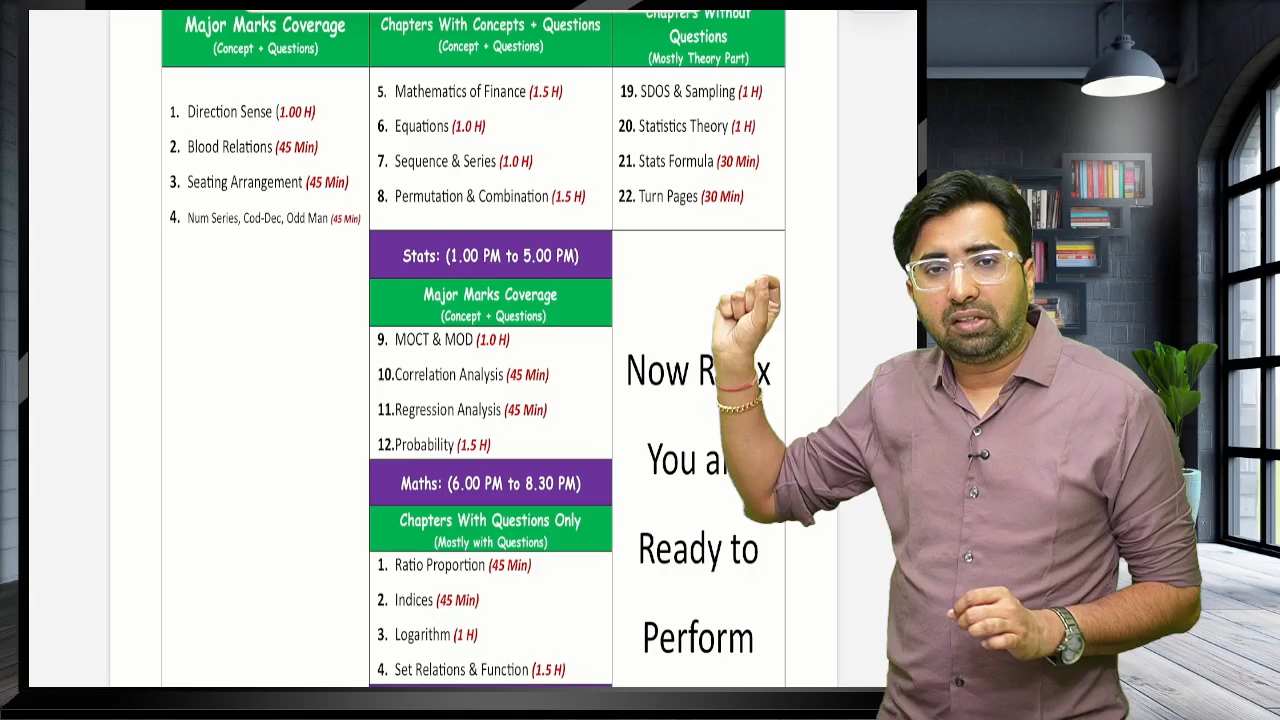 Major Marks Coverage
(Concept + Questions)
1. Direction Sense (1.00 H)
2. Blood Relations (45 Min)
3. Seating Arrangement (45 Min)
4. Num Series, Cod-Dec, Odd Man (45 Min)
Chapters With Concepts + Questions
(Concept + Questions)
5. Mathematics of Finance (1.5 H)
6. Equations (1.0 H)
7. Sequence & Series (1.0 H)
8. Permutation & Combination (1.5 H)
Stats: (1.00 PM to 5.00 PM)
Major Marks Coverage
(Concept + Questions)
9. MOCT & MOD (1.0 H)
10.Correlation Analysis (45 Min)
11.Regression Analysis (45 Min)
12.Probability (1.5 H)
Maths: (6.00 PM to 8.30 PM)
Chapters With Questions Only
(Mostly with Questions)
1. Ratio Proportion (45 Min)
2. Indices (45 Min)
3. Logarithm (1 H)
4. Set Relations & Function (1.5 H)
Chapters Without
Questions
(Mostly Theory Part)
19. SDOS & Sampling (1 H)
20. Statistics Theory (1 H)
21. Stats Formula (30 Min)
22. Turn Pages (30 Min)
Now
You
Ready to
Perform